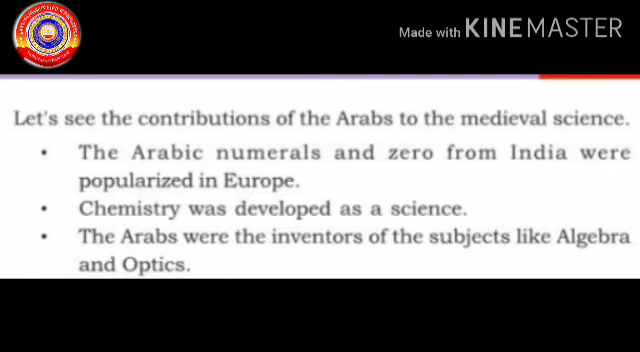 Made with KINEMASTER
Let's see the contributions of the Arabs to the medieval science.
• The Arabic numerals and zero from India were
popularized in Europe.
• Chemistry was developed as a science.
• The Arabs were the inventors of the subjects like Algebra
and Optics.